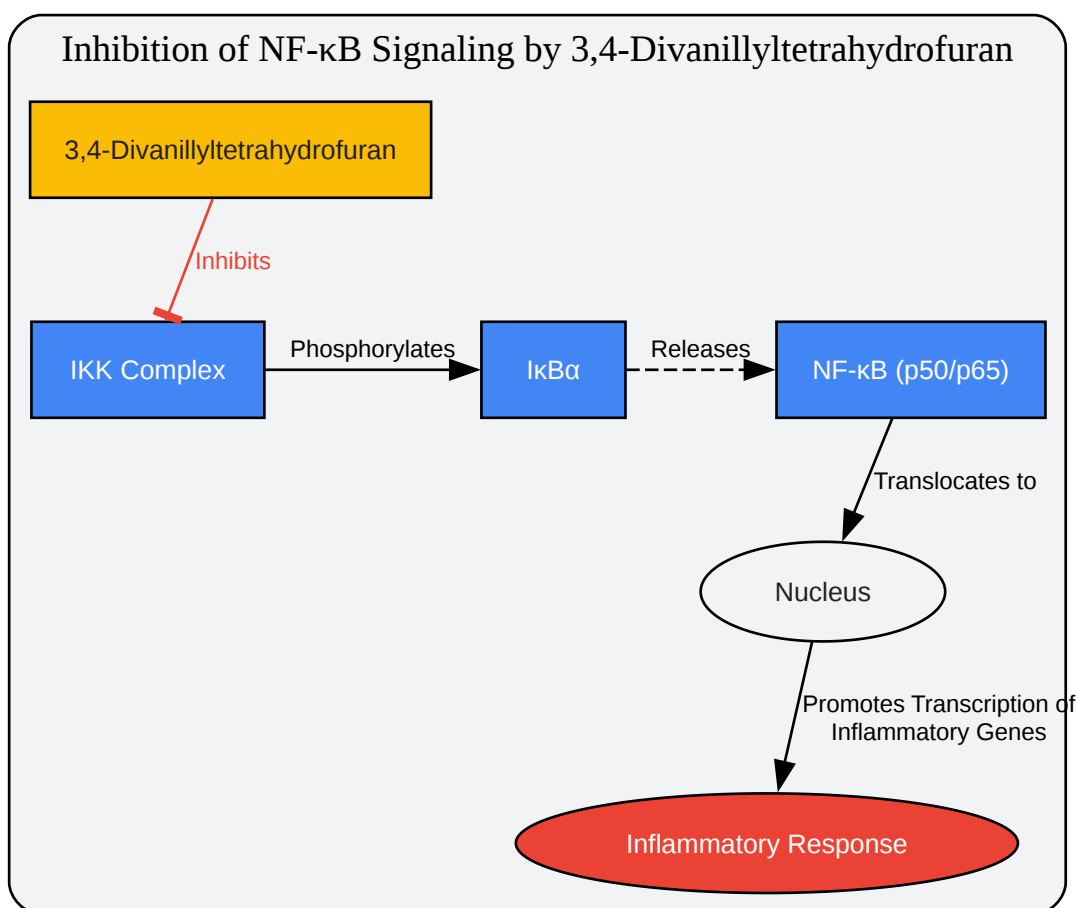 Inhibition of NF-κB Signaling by 3,4-Divanillyltetrahydrofuran
3,4-Divanillyltetrahydrofuran
Inhibits
IKK Complex
Phosphorylates
IκBα
Releases
NF-κB (p50/p65)
Translocates to
Nucleus
Promotes Transcription of
Inflammatory Genes
Inflammatory Response